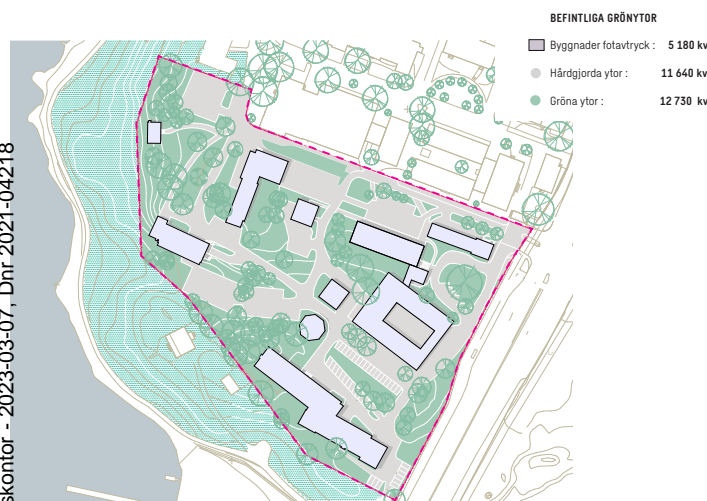 BEFINTLIGA GRÖNYTOR
Byggnader fotavtryck : 5 180 kv
Hårdgjorda ytor : 11 640 kv
Gröna ytor : 12 730 kv
skontor - 2023-03-07, Dnr 2021-04218